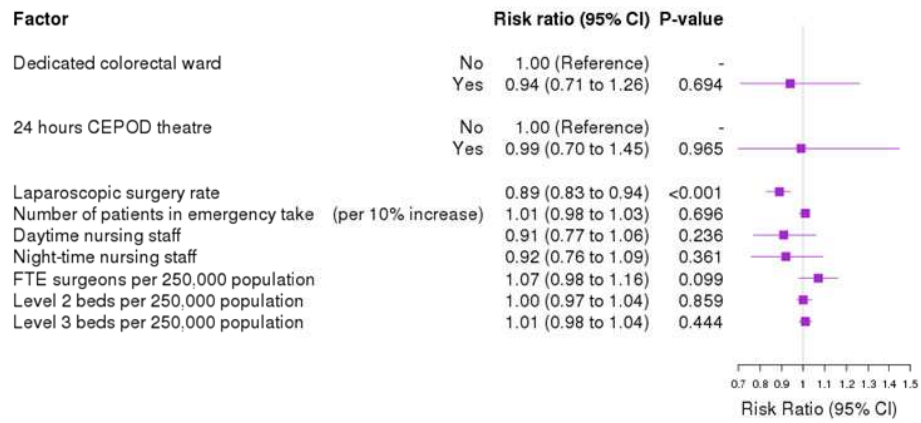 Factor Risk ratio (95% CI) P-value
Dedicated colorectal ward No 1.00 (Reference) -
Yes 0.94 (0.71 to 1.26) 0.694
24 hours CEPOD theatre No 1.00 (Reference) -
Yes 0.99 (0.70 to 1.45) 0.965
Laparoscopic surgery rate 0.89 (0.83 to 0.94) <0.001
Number of patients in emergency take (per 10% increase) 1.01 (0.98 to 1.03) 0.696
Daytime nursing staff 0.91 (0.77 to 1.06) 0.236
Night-time nursing staff 0.92 (0.76 to 1.09) 0.361
FTE surgeons per 250,000 population 1.07 (0.98 to 1.16) 0.099
Level 2 beds per 250,000 population 1.00 (0.97 to 1.04) 0.859
Level 3 beds per 250,000 population 1.01 (0.98 to 1.04) 0.444
0.7 0.8 0.9 1 1.1 1.2 1.3 1.4 1.5
Risk Ratio (95% CI)